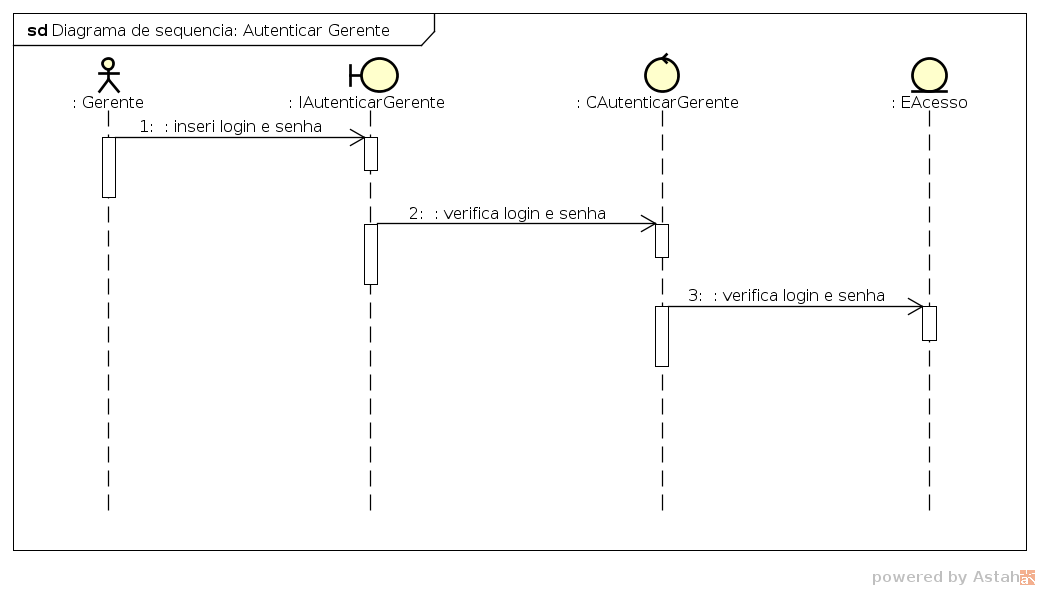 sd Diagrama de sequencia: Autenticar Gerente
: Gerente
: IAutenticarGerente
: CAutenticarGerente
: EAcesso
1: : inseri login e senha
2: : verifica login e senha
3: : verifica login e senha
powered by Astah